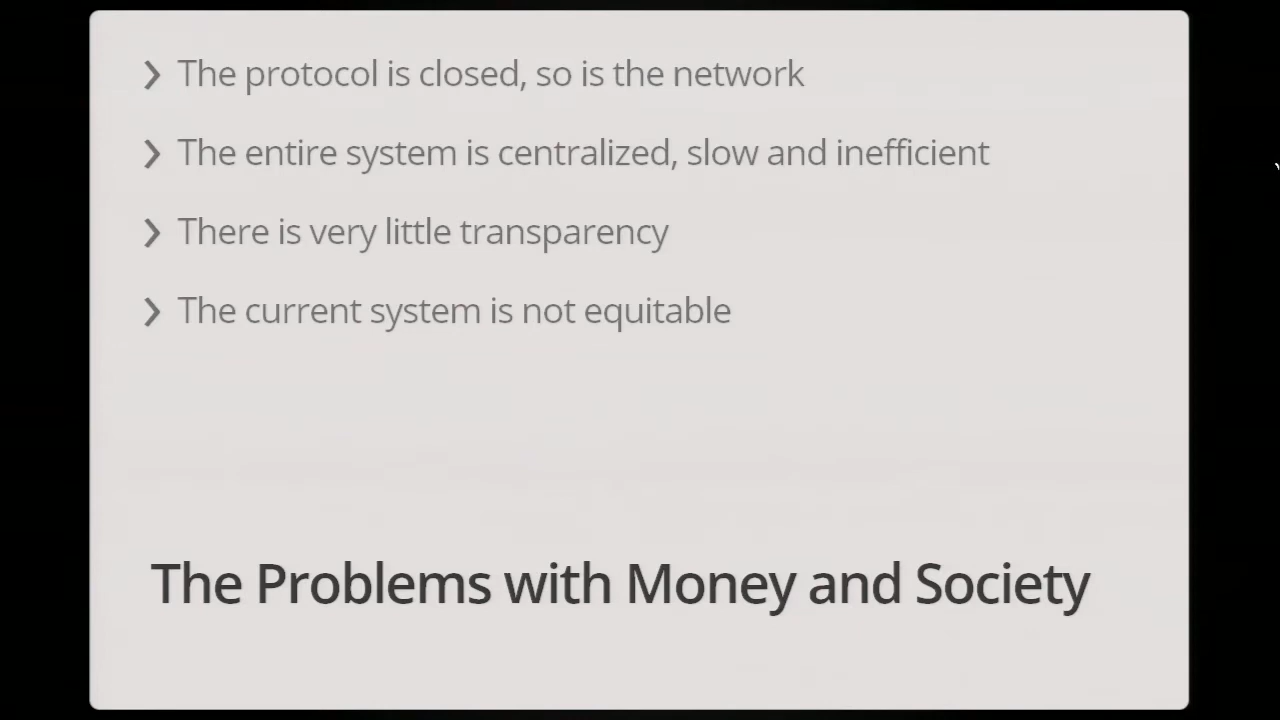 The protocol is closed, so is the network
The entire system is centralized, slow and inefficient
There is very little transparency
The current system is not equitable
The Problems with Money and Society